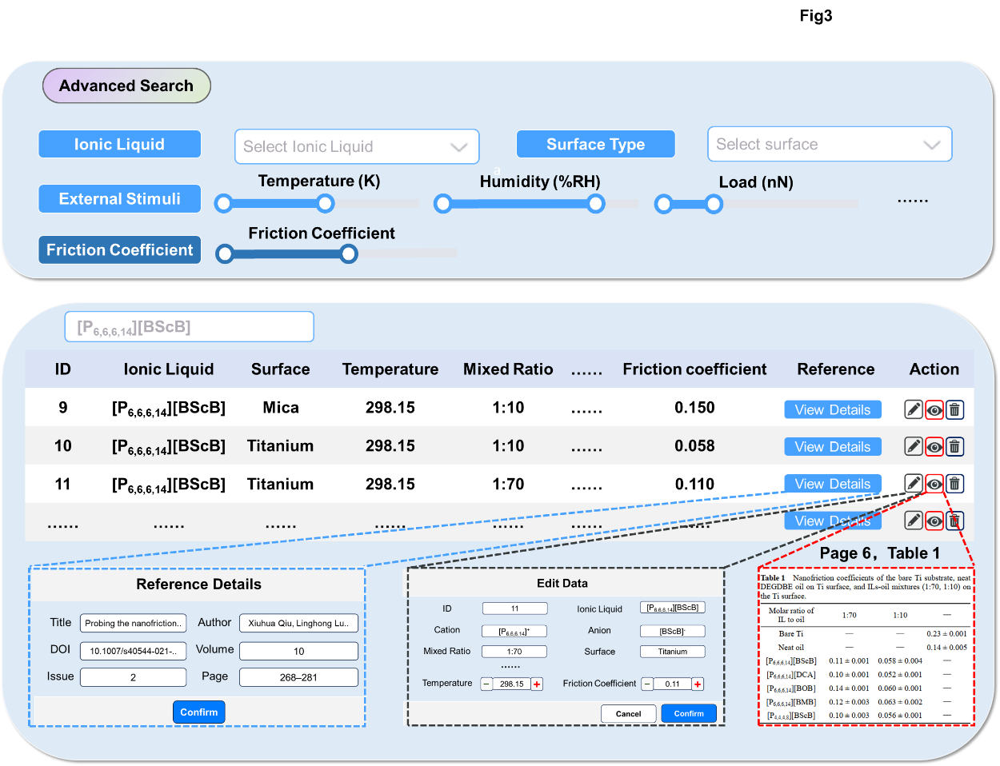 Fig3
Advanced Search
Ionic Liquid
Select Ionic Liquid
Surface Type
Select surface
a
External Stimuli
Temperature (K)
Humidity (%RH)
Load (nN)
......
Friction Coefficient
Friction Coefficient
[P6,6,6,14][BScB]
ID Ionic Liquid Surface Temperature Mixed Ratio ...... Friction coefficient Reference Action
9 [P6,6,6,14][BScB] Mica 298.15 1:10 ...... 0.150 View Details
10 [P6,6,6,14][BScB] Titanium 298.15 1:10 ...... 0.058 View Details
11 [P6,6,6,14][BScB] Titanium 298.15 1:70 ...... 0.110 View Details
...... ...... ...... ...... ...... ...... ...... View Details
Page 6, Table 1
Reference Details
Title Probing the nanofriction.. Author Xiuhua Qiu, Linghong Lu..
DOI 10.1007/s40544-021-.. Volume 10
Issue 2 Page 268–281
Confirm
Edit Data
ID 11 Ionic Liquid [P6,6,6,14][BScB]
Cation [P6,6,6,14]+ Anion [BScB]-
Mixed Ratio 1:70 Surface Titanium
......
Temperature − 298.15 + Friction Coefficient − 0.11 +
Cancel Confirm
Table 1 Nanofriction coefficients of the bare Ti substrate, neat
DEGDBE oil on Ti surface, and ILs-oil mixtures (1:70, 1:10) on
the Ti surface.
Molar ratio of
IL to oil 1:70 1:10 —
Bare Ti — — 0.23 ± 0.001
Neat oil — — 0.14 ± 0.005
[P6,6,6,14][BScB] 0.11 ± 0.001 0.058 ± 0.004 —
[P6,6,6,14][DCA] 0.10 ± 0.001 0.052 ± 0.001 —
[P6,6,6,14][BOB] 0.14 ± 0.001 0.060 ± 0.001 —
[P6,6,6,14][BMB] 0.12 ± 0.003 0.063 ± 0.002 —
[P4,4,4,8][BScB] 0.10 ± 0.003 0.056 ± 0.001 —